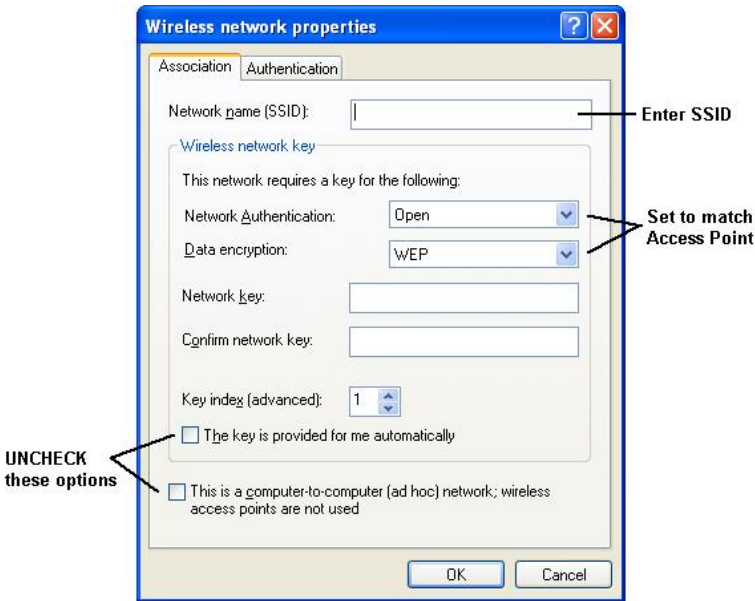 Wireless network properties
Association Authentication
Network name (SSID): Enter SSID
Wireless network key
This network requires a key for the following:
Network Authentication: Open
Set to match
Access Point
Data encryption: WEP
Network key:
Confirm network key:
Key index (advanced): 1
The key is provided for me automatically
UNCHECK
these options
This is a computer-to-computer (ad hoc) network; wireless
access points are not used
OK Cancel